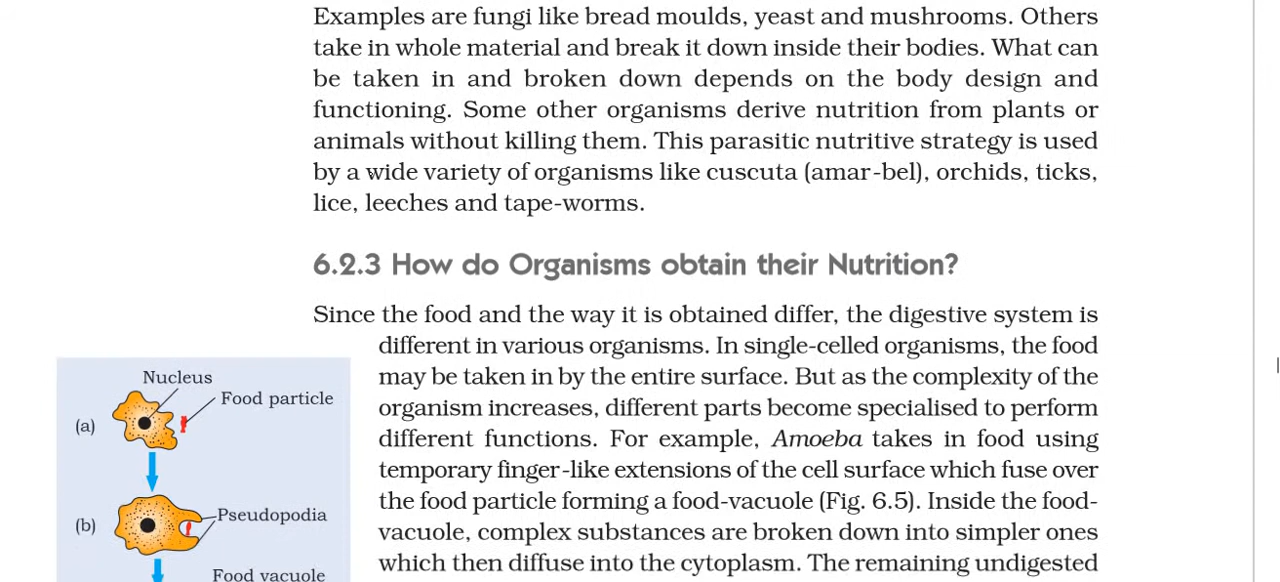 Examples are fungi like bread moulds, yeast and mushrooms. Others
take in whole material and break it down inside their bodies. What can
be taken in and broken down depends on the body design and
functioning. Some other organisms derive nutrition from plants or
animals without killing them. This parasitic nutritive strategy is used
by a wide variety of organisms like cuscuta (amar-bel), orchids, ticks,
lice, leeches and tape-worms.
6.2.3 How do Organisms obtain their Nutrition?
Since the food and the way it is obtained differ, the digestive system is
different in various organisms. In single-celled organisms, the food
may be taken in by the entire surface. But as the complexity of the
organism increases, different parts become specialised to perform
different functions. For example, Amoeba takes in food using
temporary finger-like extensions of the cell surface which fuse over
the food particle forming a food-vacuole (Fig. 6.5). Inside the food-
vacuole, complex substances are broken down into simpler ones
which then diffuse into the cytoplasm. The remaining undigested
Nucleus
Food particle
(a)
(b)
Pseudopodia
Food vacuole